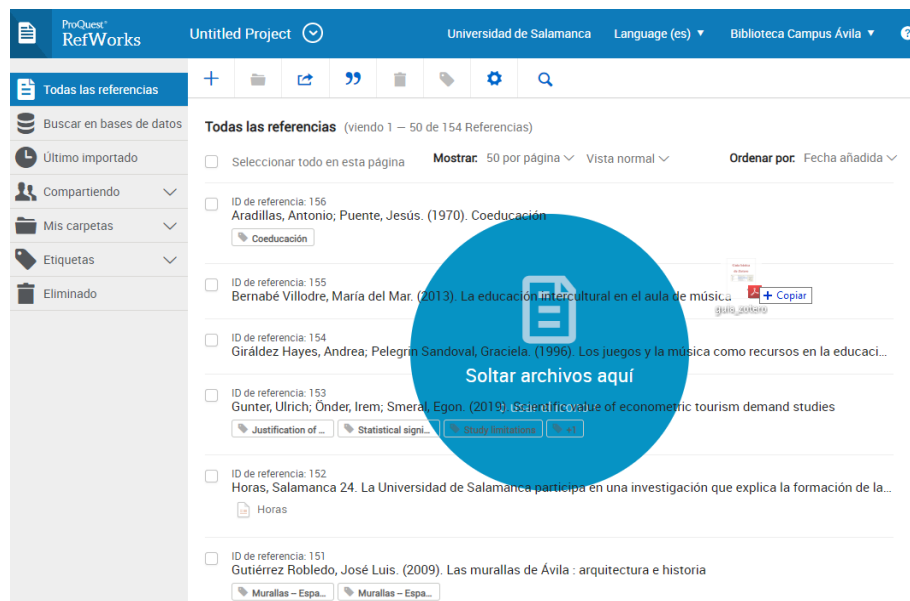 ProQuest®
RefWorks
Untitled Project
Universidad de Salamanca
Language (es)
Biblioteca Campus Ávila
?
Todas las referencias
Buscar en bases de datos
Último importado
Compartiendo
Mis carpetas
Etiquetas
Eliminado
Todas las referencias (viendo 1 — 50 de 154 Referencias)
Seleccionar todo en esta página
Mostrar: 50 por página
Vista normal
Ordenar por: Fecha añadida
ID de referencia: 156
Aradillas, Antonio; Puente, Jesús. (1970). Coeducación
Coeducación
ID de referencia: 155
Bernabé Villodre, María del Mar. (2013). La educación intercultural en el aula de música
+ Copiar
guia_zotero
ID de referencia: 154
Giráldez Hayes, Andrea; Pelegrín Sandoval, Graciela. (1996). Los juegos y la música como recursos en la educaci...
Soltar archivos aquí
ID de referencia: 153
Gunter, Ulrich; Önder, Irem; Smeral, Egon. (2019). Scientific value of econometric tourism demand studies
Justification of ...
Statistical signi...
Study limitations
+1
ID de referencia: 152
Horas, Salamanca 24. La Universidad de Salamanca participa en una investigación que explica la formación de la...
Horas
ID de referencia: 151
Gutiérrez Robledo, José Luis. (2009). Las murallas de Ávila : arquitectura e historia
Murallas – Espa...
Murallas – Espa...